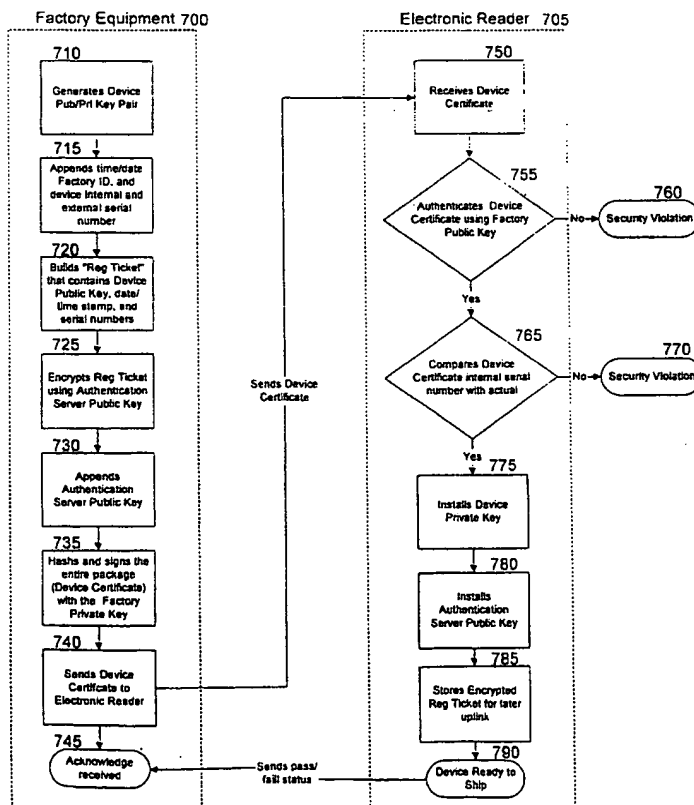 Factory Equipment 700
710
Generates Device
Pub/Pri Key Pair
715
Appends time/date
Factory ID, and
device Internal and
external serial
number
720
Builds "Reg Ticket"
that contains Device
Public Key, date/
time stamp, and
serial numbers
725
Encrypts Reg Ticket
using Authentication
Server Public Key
730
Appends
Authentication
Server Public Key
735
Hashs and signs the
entire package
(Device Certificate)
with the Factory
Private Key
740
Sends Device
Certifcate to
Electronic Reader
745
Acknowledge
received
Sends Device
Certificate
Sends pass/
fail status
Electronic Reader 705
750
Receives Device
Certificate
755
Authenticates Device
Certificate using Factory
Public Key
No
760
Security Violation
Yes
765
Compares Device
Certificate internal serial
number with actual
No
770
Security Violation
Yes
775
Installs Device
Private Key
780
Installs
Authentication
Server Public Key
785
Stores Encrypted
Reg Ticket for later
uplink
790
Device Ready to
Ship